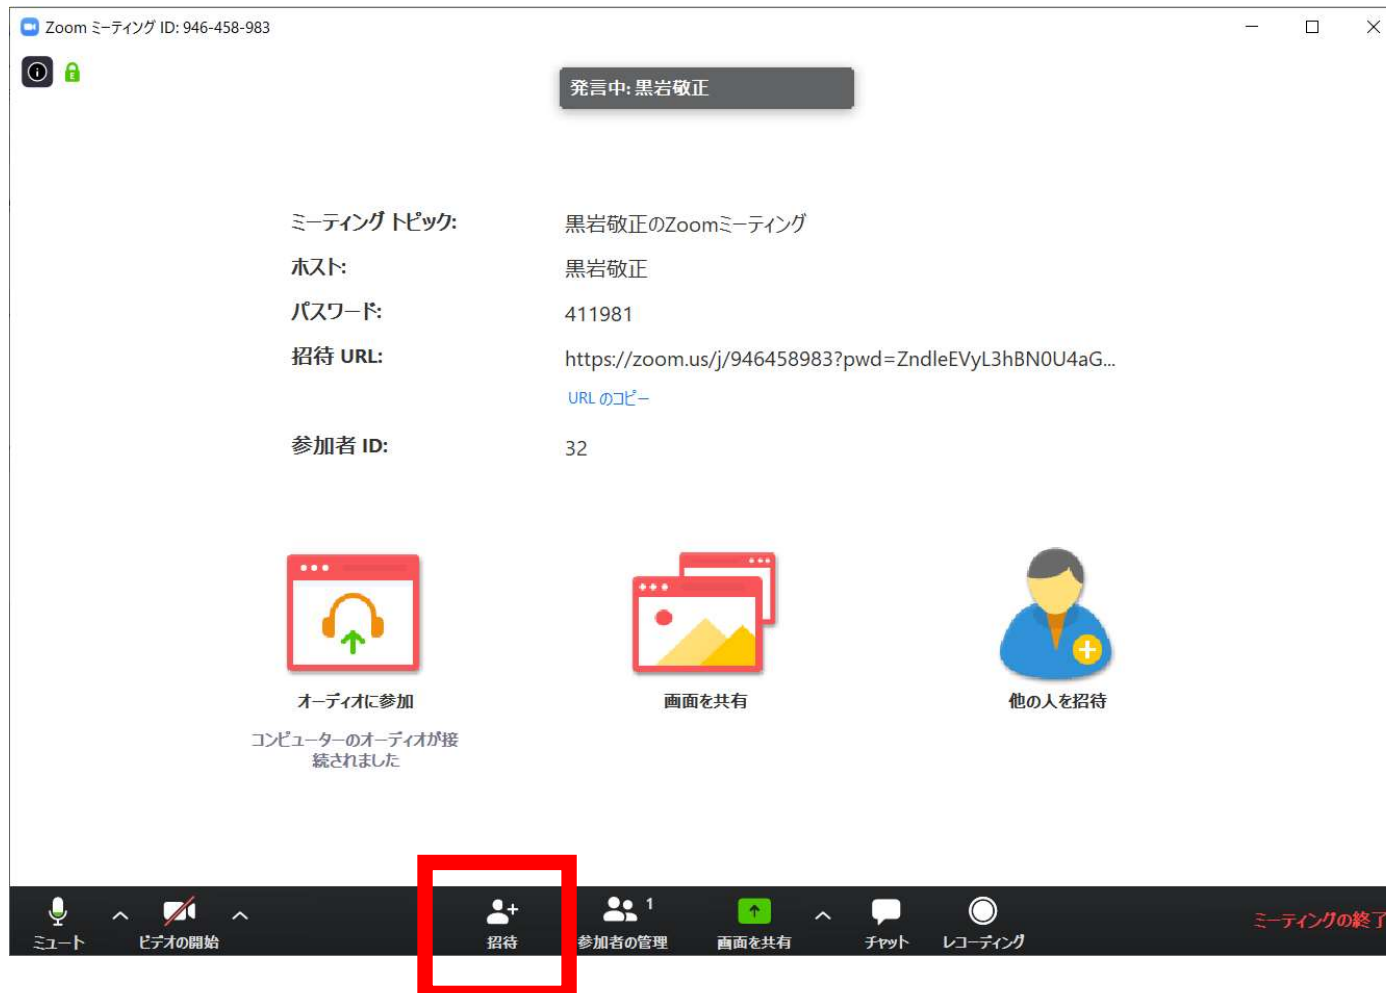 Zoom ミーティング ID: 946-458-983
発言中: 黒岩敬正
ミーティング トピック: 黒岩敬正のZoomミーティング
ホスト: 黒岩敬正
パスワード: 411981
招待 URL: https://zoom.us/j/946458983?pwd=ZndleEVyL3hBN0U4aG...
URL のコピー
参加者 ID: 32
オーディオに参加 画面を共有 他の人を招待
コンピューターのオーディオが接
続されました
1
ミュート ビデオの開始 招待 参加者の管理 画面を共有 チャット レコーディング ミーティングの終了